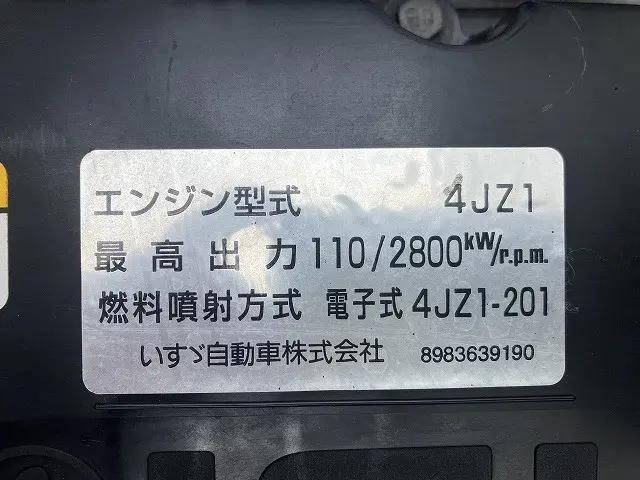 エンジン型式 4JZ1
最高出力 110/2800kW/r.p.m.
燃料噴射方式 電子式 4JZ1-201
いすゞ自動車株式会社 8983639190